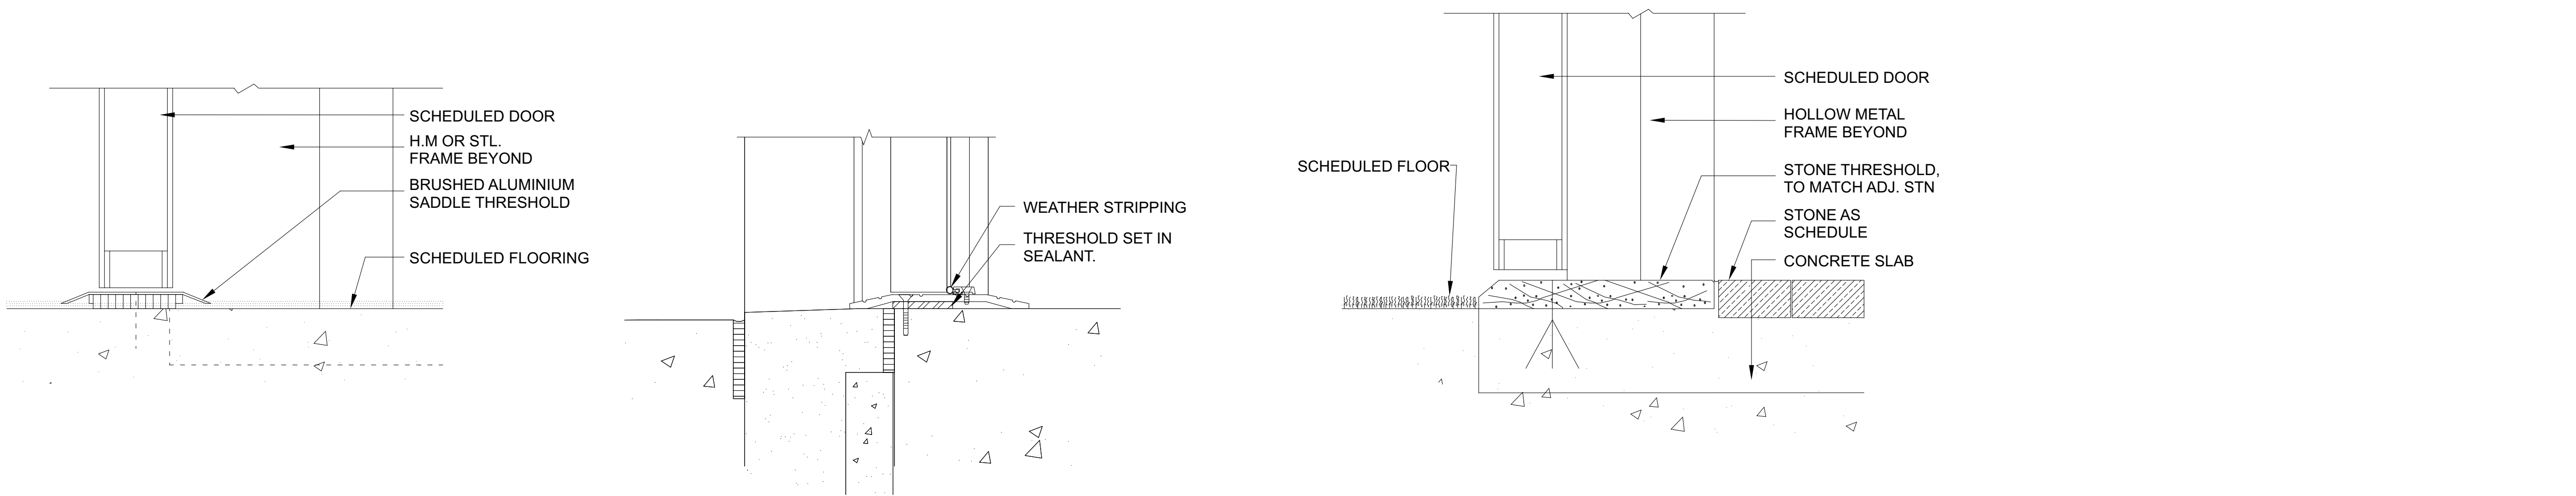 SCHEDULED DOOR
H.M OR STL.
FRAME BEYOND
BRUSHED ALUMINIUM
SADDLE THRESHOLD
SCHEDULED FLOORING
WEATHER STRIPPING
THRESHOLD SET IN
SEALANT.
SCHEDULED FLOOR
SCHEDULED DOOR
HOLLOW METAL
FRAME BEYOND
STONE THRESHOLD,
TO MATCH ADJ. STN
STONE AS
SCHEDULE
CONCRETE SLAB